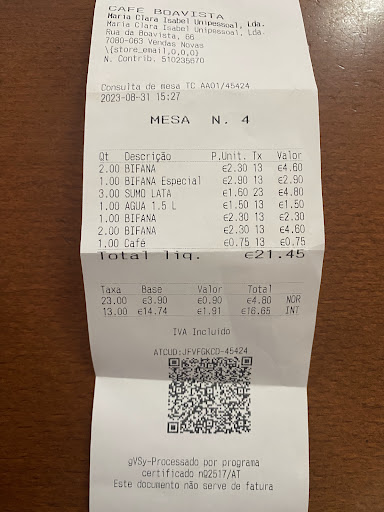 CAFE BOAVISTA
Maria Clara Isabel Unipessoal, Lda.
Maria Clara Isabel Unipessoal, Lda.
Rua da Boavista, 66
7080-063 Vendas Novas
\{store_email,0,0,0}
N. Contrib. 510235670
Consulta de mesa TC AA01/45424
2023-08-31 15:27
MESA N. 4
Qt Descrição P.Unit. Tx Valor
2.00 BIFANA €2.30 13 €4.60
1.00 BIFANA Especial €2.90 13 €2.90
3.00 SUMO LATA €1.60 23 €4.80
1.00 AGUA 1.5 L €1.50 13 €1.50
1.00 BIFANA €2.30 13 €2.30
2.00 BIFANA €2.30 13 €4.60
1.00 Café €0.75 13 €0.75
Total liq. €21.45
Taxa Base Valor Total
23.00 €3.90 €0.90 €4.80 NOR
13.00 €14.74 €1.91 €16.65 INT
IVA Incluido
ATCUD:JFVFGKCD-45424
gVSy-Processado por programa
certificado nQ2517/AT
Este documento não serve de fatura